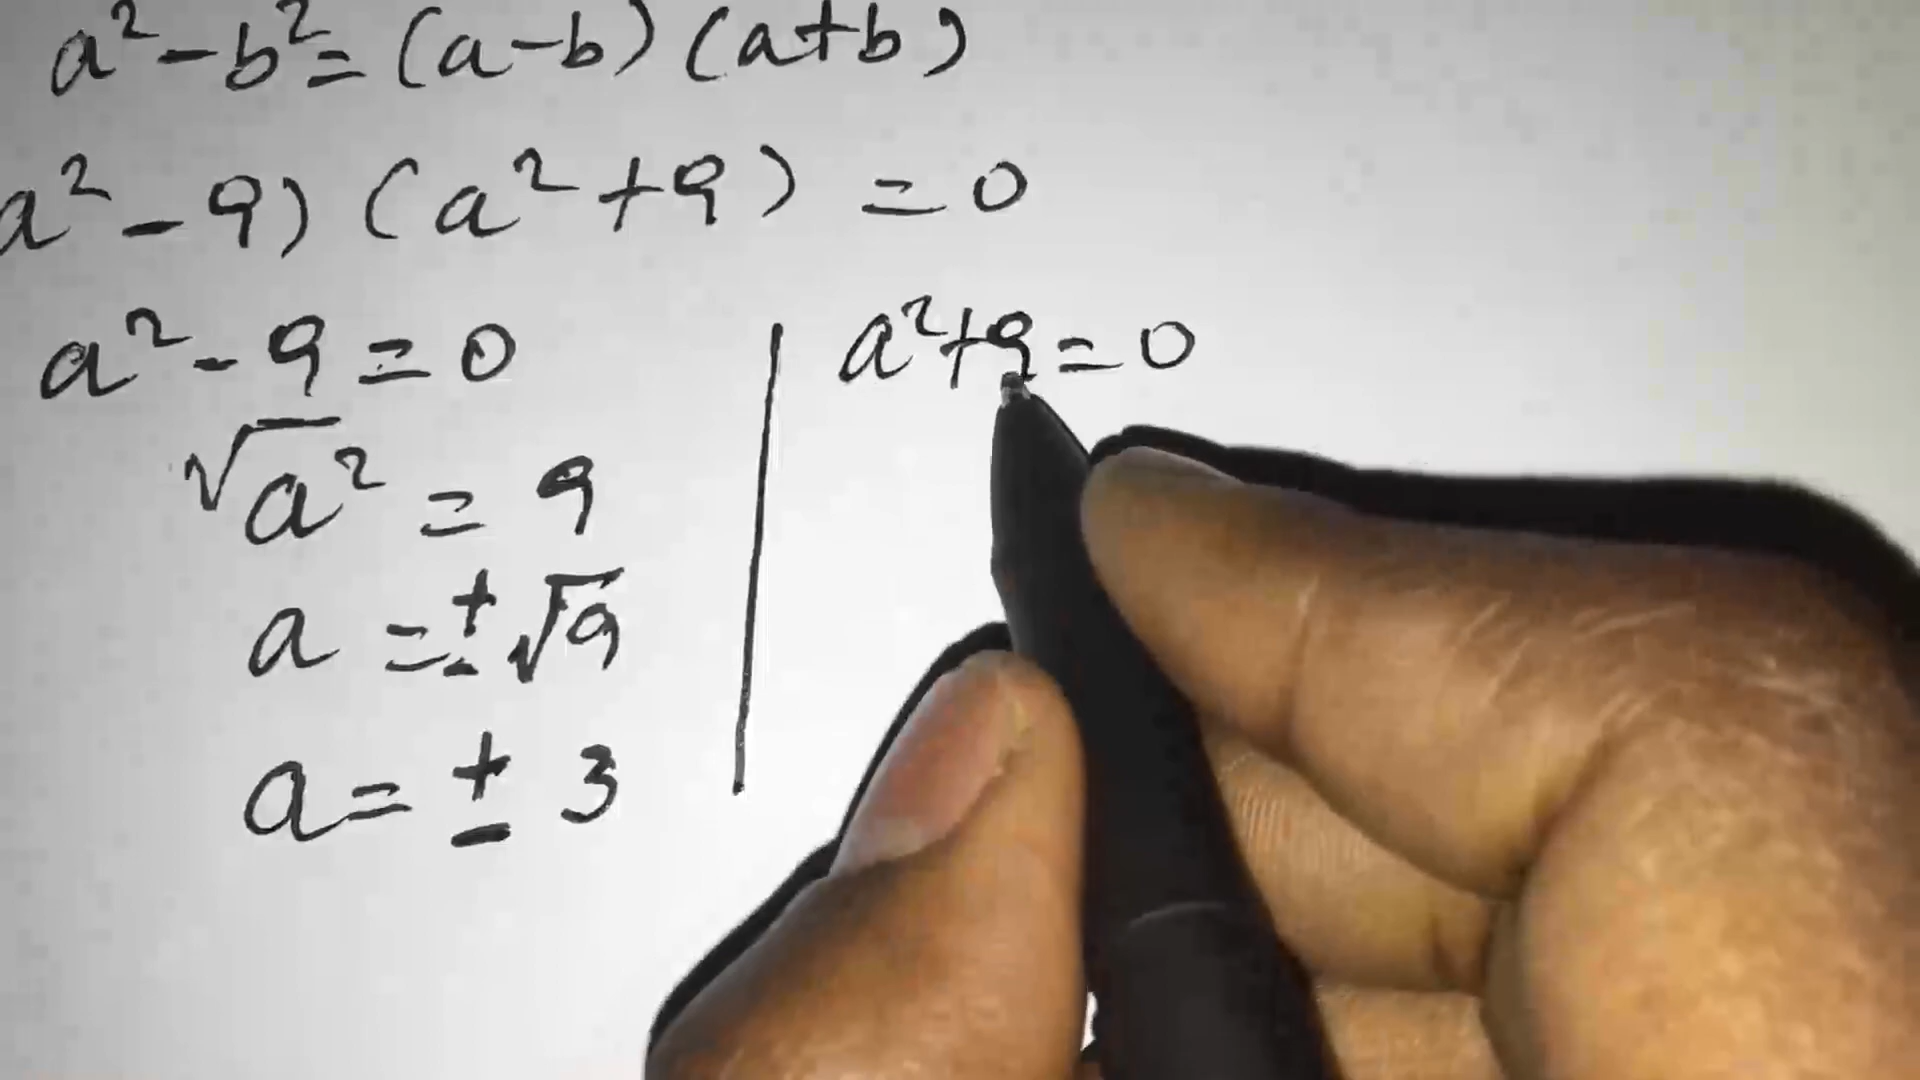 a² - b² = (a-b) (a+b)
a² - 9) (a² + 9) = 0
a² - 9 = 0
√a² = 9
a = ± √9
a = ± 3
a² + 9 = 0